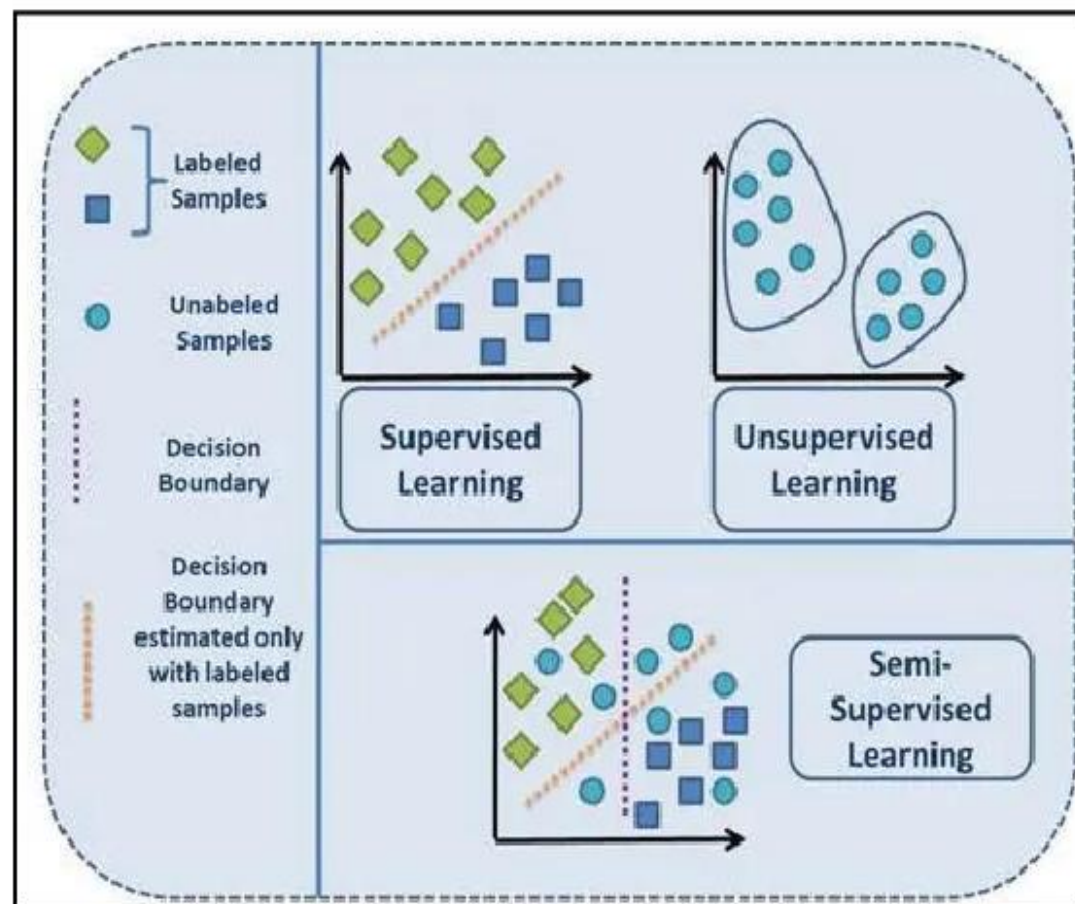 Labeled
Samples
Unabeled
Samples
Decision
Boundary
Decision
Boundary
estimated only
with labeled
samples
Supervised
Learning
Unsupervised
Learning
Semi-
Supervised
Learning